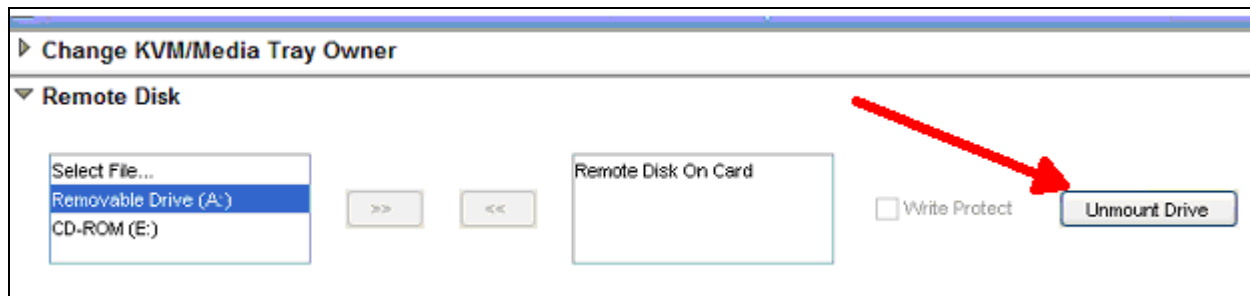 Change KVM/Media Tray Owner
Remote Disk
Select File...
Removable Drive (A:)
CD-ROM (E:)
>>
<<
Remote Disk On Card
Write Protect
Unmount Drive